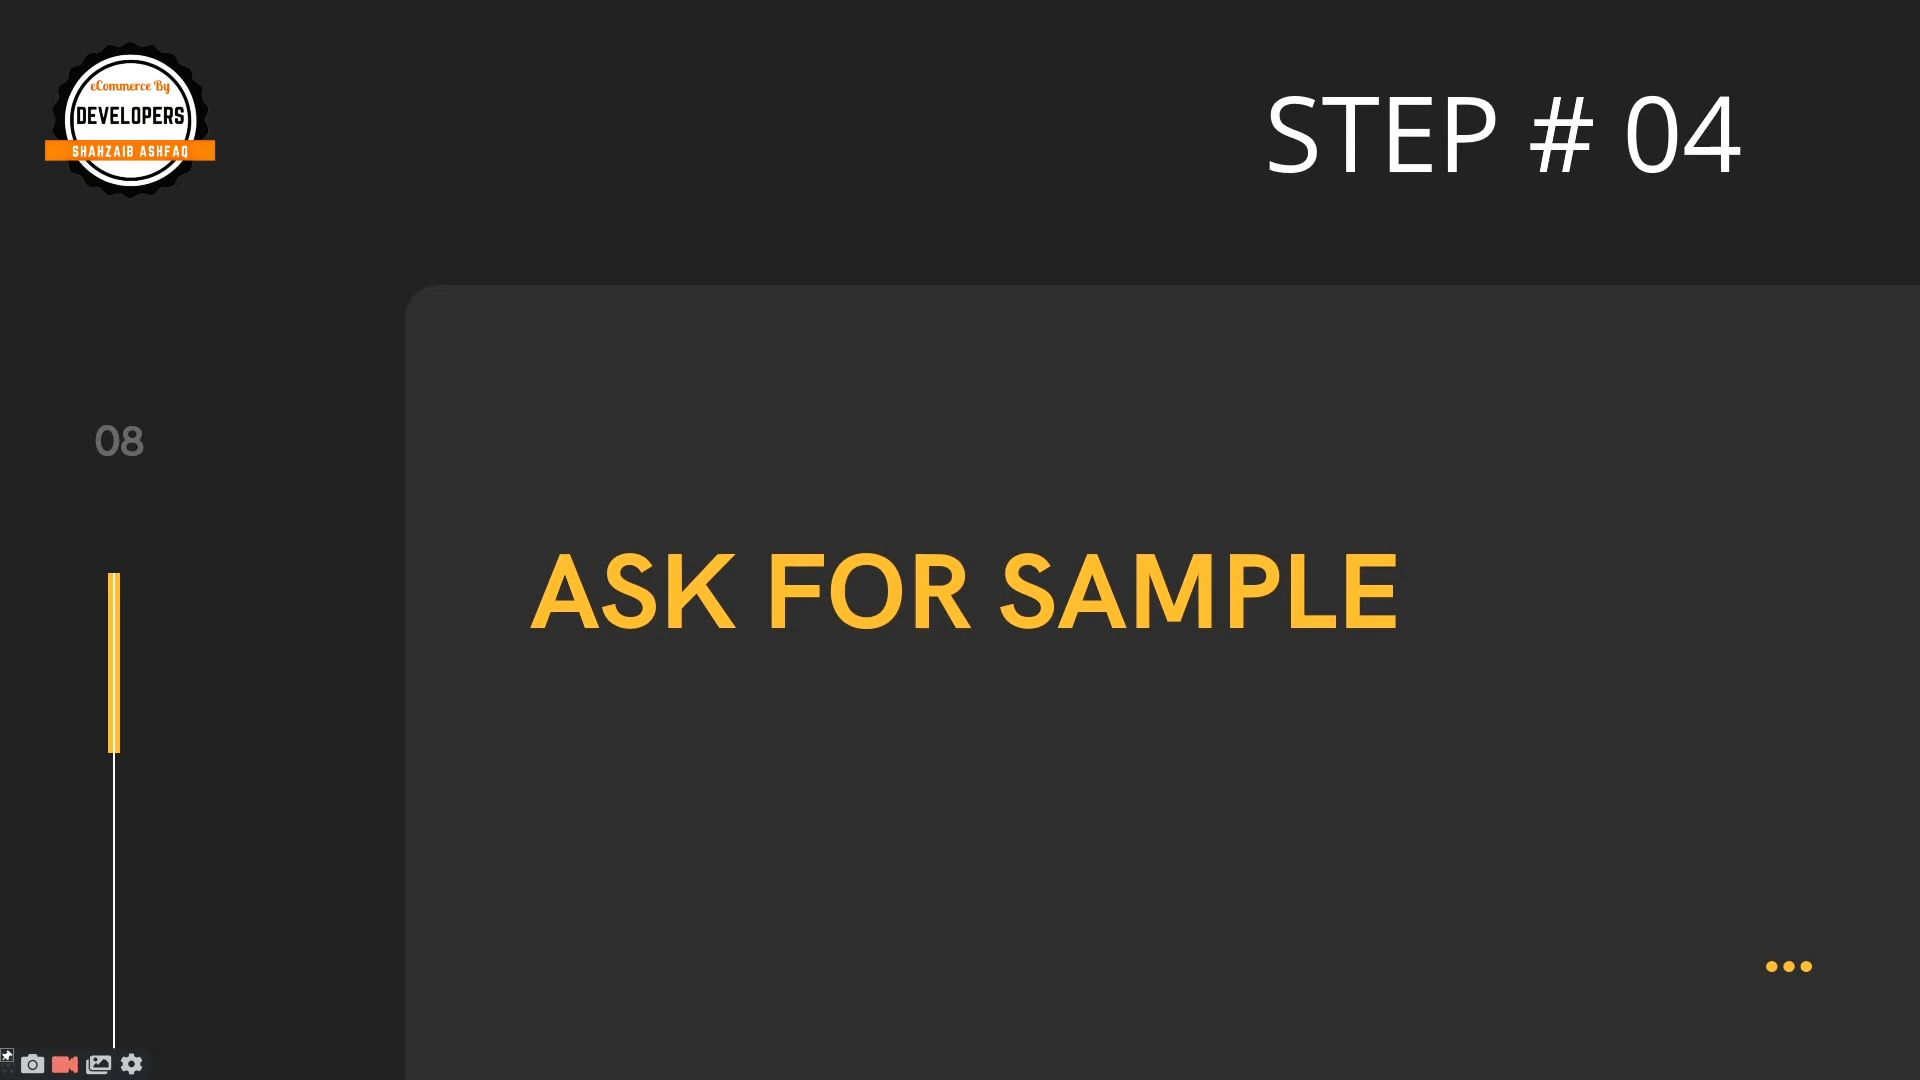 eCommerce By
DEVELOPERS
SHAHZAIB ASHFAQ
STEP # 04
08
ASK FOR SAMPLE